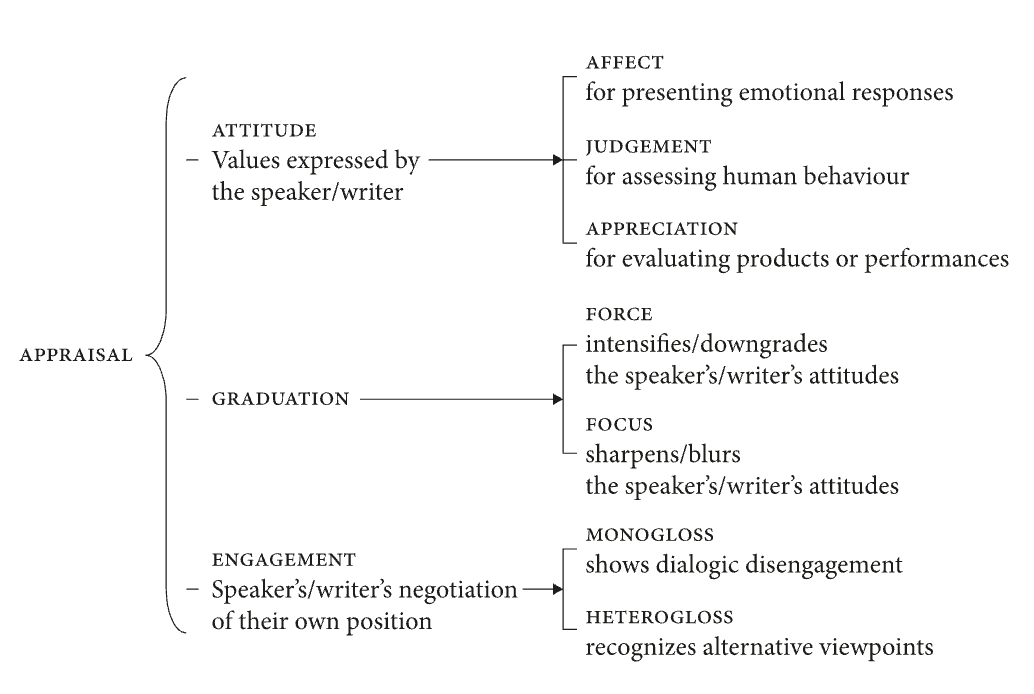 APPRAISAL
ATTITUDE
Values expressed by
the speaker/writer
AFFECT
for presenting emotional responses
JUDGEMENT
for assessing human behaviour
APPRECIATION
for evaluating products or performances
GRADUATION
FORCE
intensifies/downgrades
the speaker’s/writer’s attitudes
FOCUS
sharpens/blurs
the speaker’s/writer’s attitudes
ENGAGEMENT
Speaker’s/writer’s negotiation
of their own position
MONOGLOSS
shows dialogic disengagement
HETEROGLOSS
recognizes alternative viewpoints